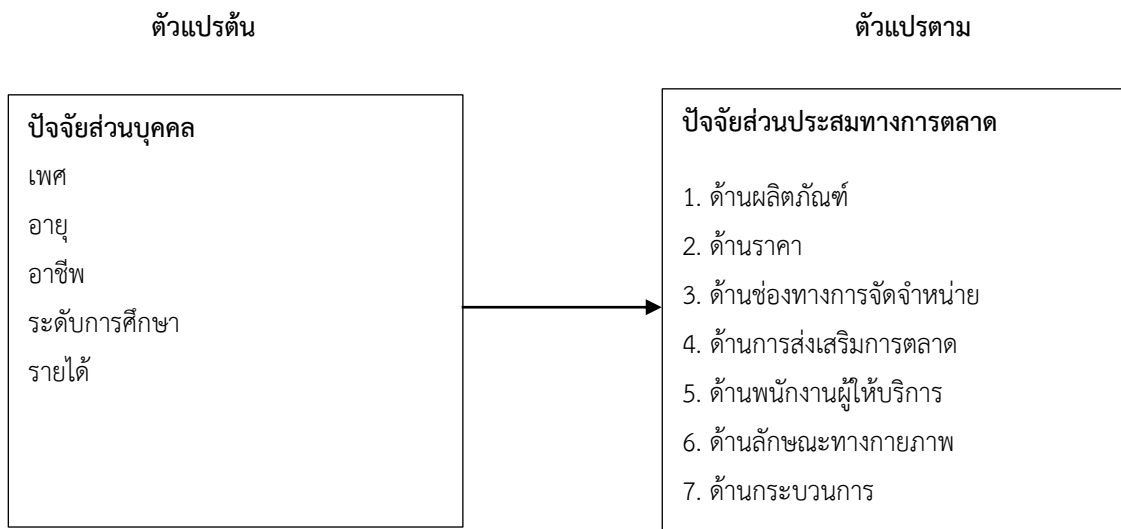 ตัวแปรต้น
ตัวแปรตาม
ปัจจัยส่วนบุคคล
เพศ
อายุ
อาชีพ
ระดับการศึกษา
รายได้
ปัจจัยส่วนประสมทางการตลาด
1. ด้านผลิตภัณฑ์
2. ด้านราคา
3. ด้านช่องทางการจัดจำหน่าย
4. ด้านการส่งเสริมการตลาด
5. ด้านพนักงานผู้ให้บริการ
6. ด้านลักษณะทางกายภาพ
7. ด้านกระบวนการ